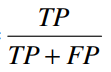 = TP / (TP + FP)